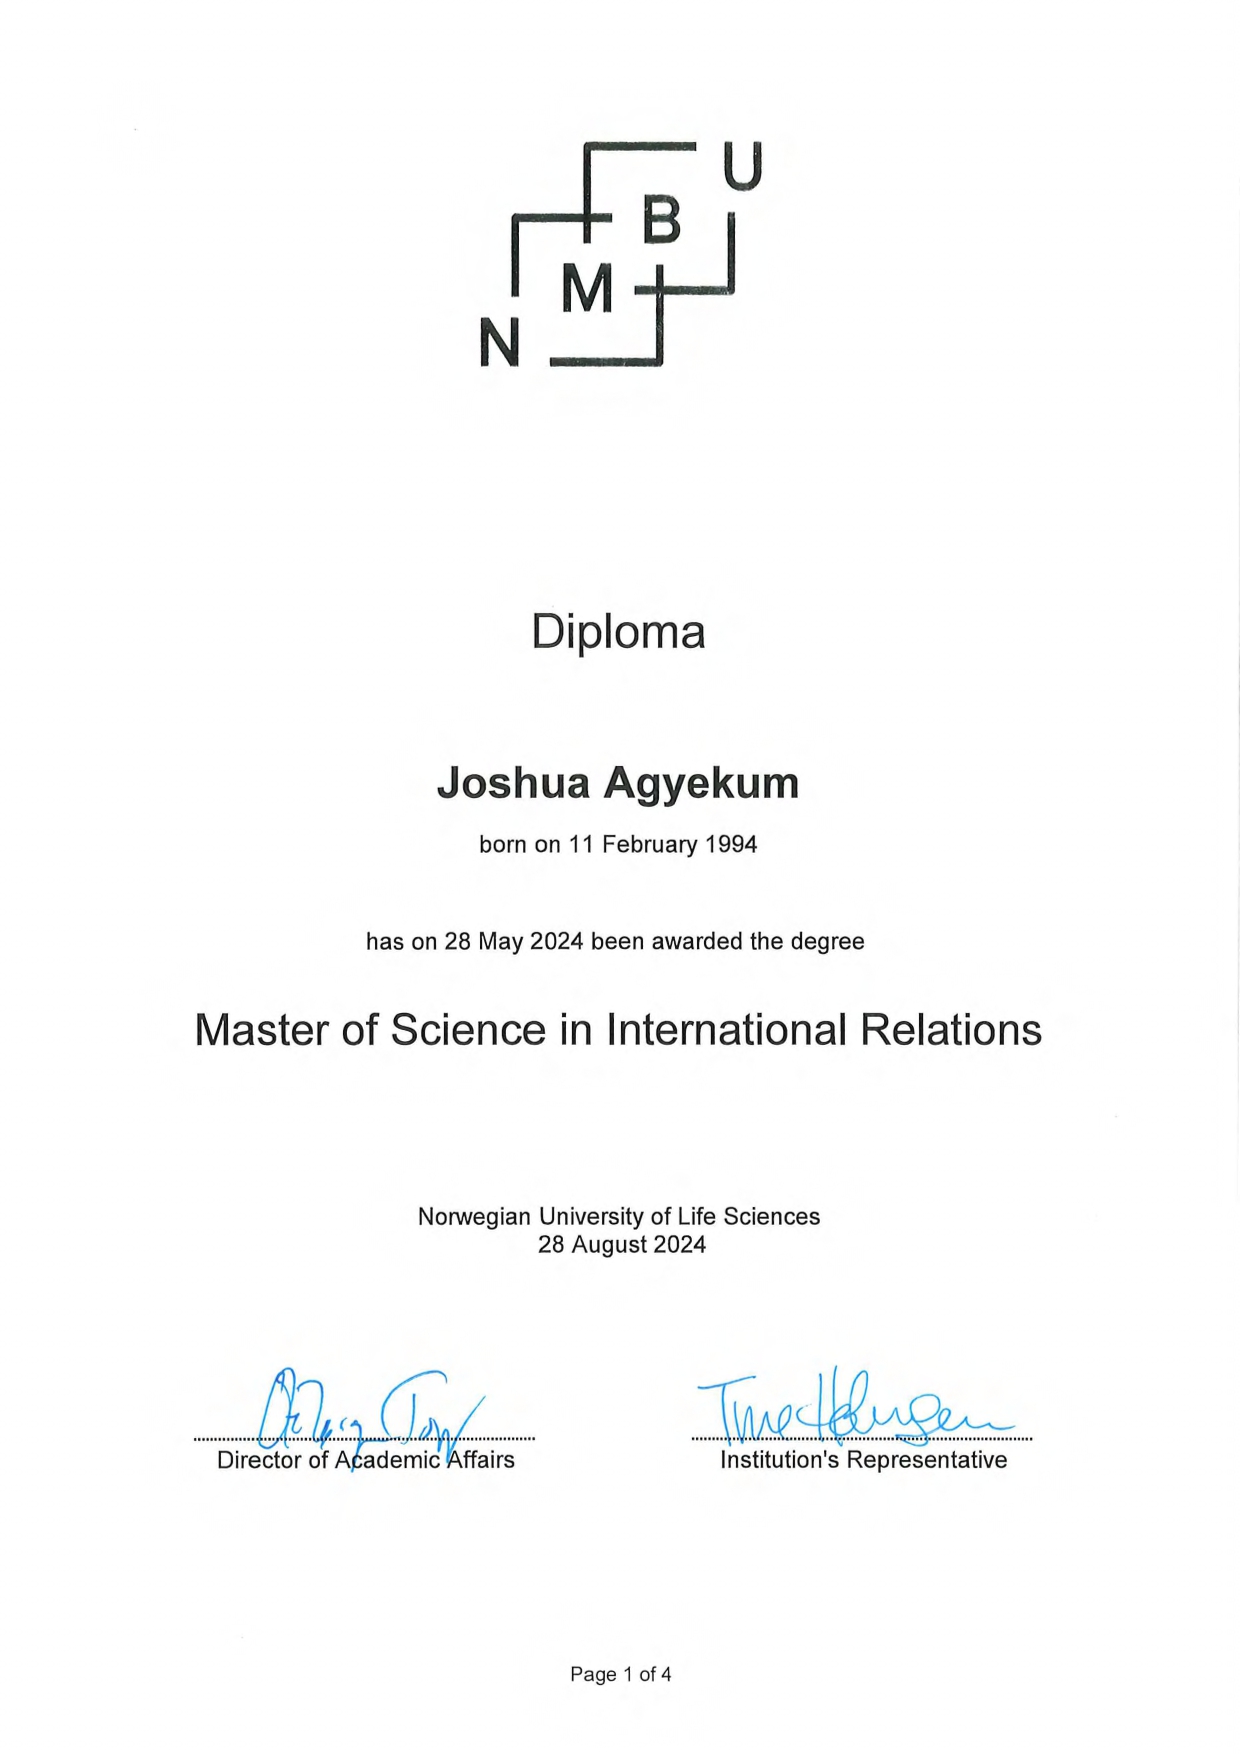 U
B
M
N
Diploma
Joshua Agyekum
born on 11 February 1994
has on 28 May 2024 been awarded the degree
Master of Science in International Relations
Norwegian University of Life Sciences
28 August 2024
Director of Academic Affairs
Institution's Representative
Page 1 of 4